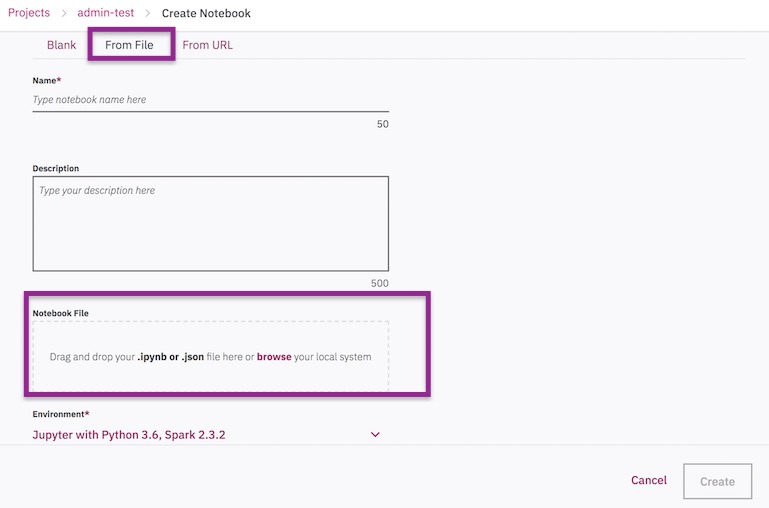 Projects > admin-test > Create Notebook
Blank From File From URL
Name*
Type notebook name here
50
Description
Type your description here
500
Notebook File
Drag and drop your .ipynb or .json file here or browse your local system
Environment*
Jupyter with Python 3.6, Spark 2.3.2
Cancel Create